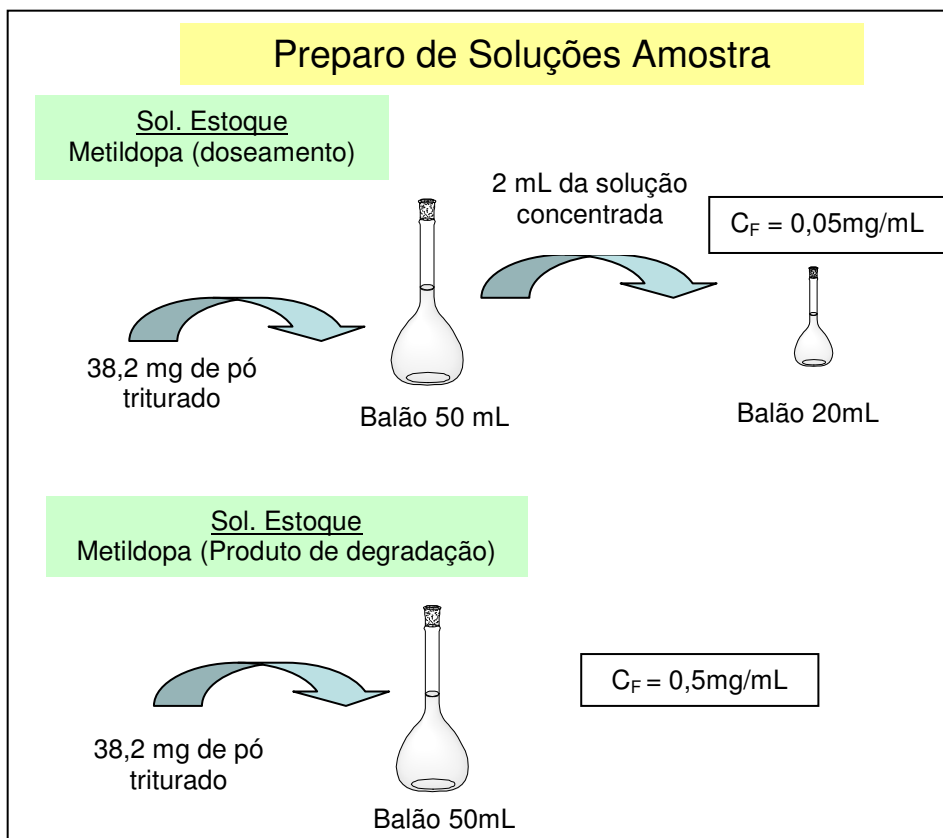 Preparo de Soluções Amostra
Sol. Estoque
Metildopa (doseamento)
2 mL da solução
concentrada
C_F = 0,05mg/mL
38,2 mg de pó
triturado
Balão 50 mL
Balão 20mL
Sol. Estoque
Metildopa (Produto de degradação)
C_F = 0,5mg/mL
38,2 mg de pó
triturado
Balão 50mL